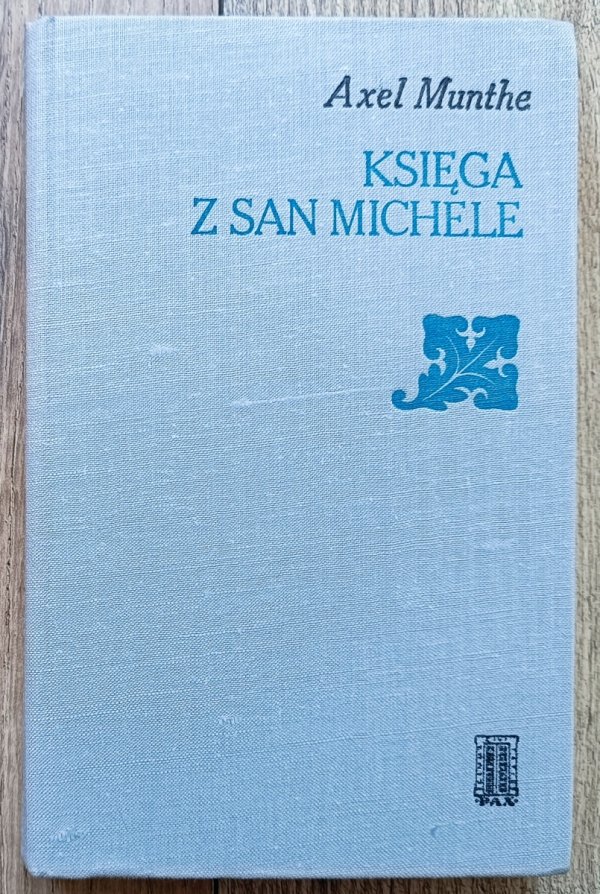 Axel Munthe
KSIĘGA
Z SAN MICHELE
·PAX·